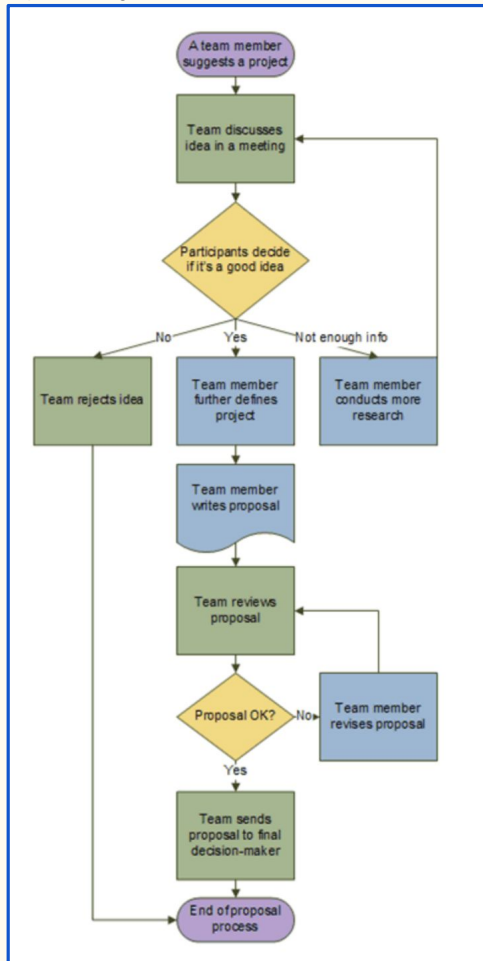 A team member
suggests a project
Team discusses
idea in a meeting
Participants decide
if it's a good idea
No
Yes
Not enough info
Team rejects idea
Team member
further defines
project
Team member
conducts more
research
Team member
writes proposal
Team reviews
proposal
Proposal OK?
No
Team member
revises proposal
Yes
Team sends
proposal to final
decision-maker
End of proposal
process